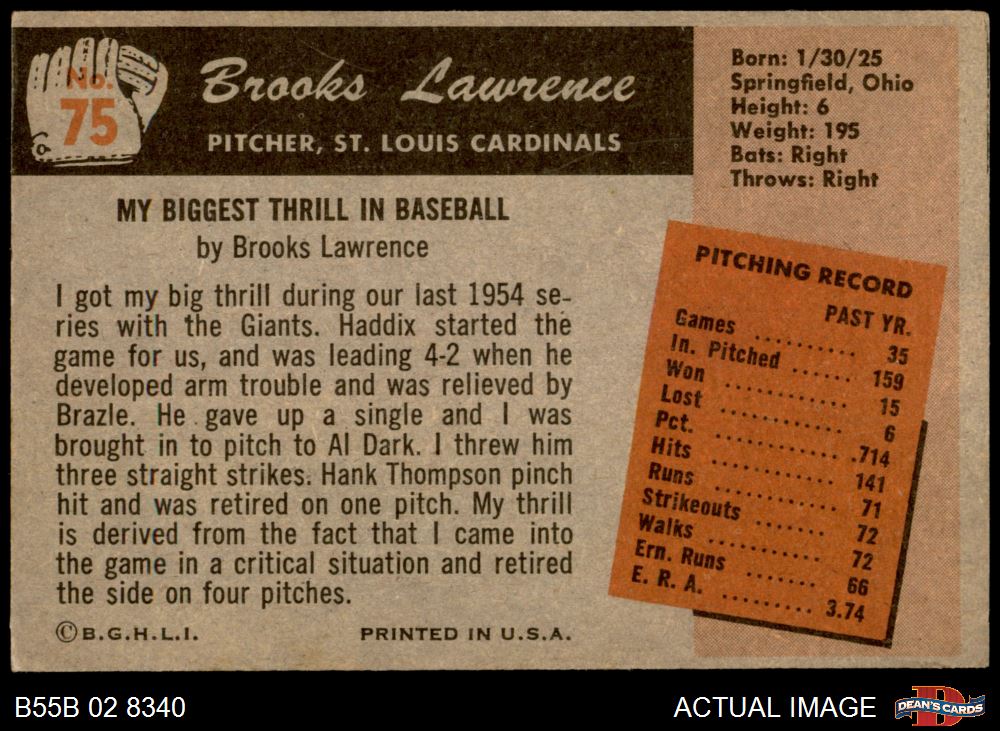 No.
75
Brooks Lawrence
PITCHER, ST. LOUIS CARDINALS
Born: 1/30/25
Springfield, Ohio
Height: 6
Weight: 195
Bats: Right
Throws: Right
MY BIGGEST THRILL IN BASEBALL
by Brooks Lawrence
I got my big thrill during our last 1954 se-
ries with the Giants. Haddix started the
game for us, and was leading 4-2 when he
developed arm trouble and was relieved by
Brazle. He gave up a single and I was
brought in to pitch to Al Dark. I threw him
three straight strikes. Hank Thompson pinch
hit and was retired on one pitch. My thrill
is derived from the fact that I came into
the game in a critical situation and retired
the side on four pitches.
©B.G.H.L.I. PRINTED IN U.S.A.
PITCHING RECORD
PAST YR.
Games .......... 35
In. Pitched ...... 159
Won .......... 15
Lost .......... 6
Pct. .......... .714
Hits .......... 141
Runs .......... 71
Strikeouts ...... 72
Walks .......... 72
Ern. Runs ....... 66
E. R. A. ......... 3.74
B55B 02 8340
ACTUAL IMAGE
DEAN'S CARDS